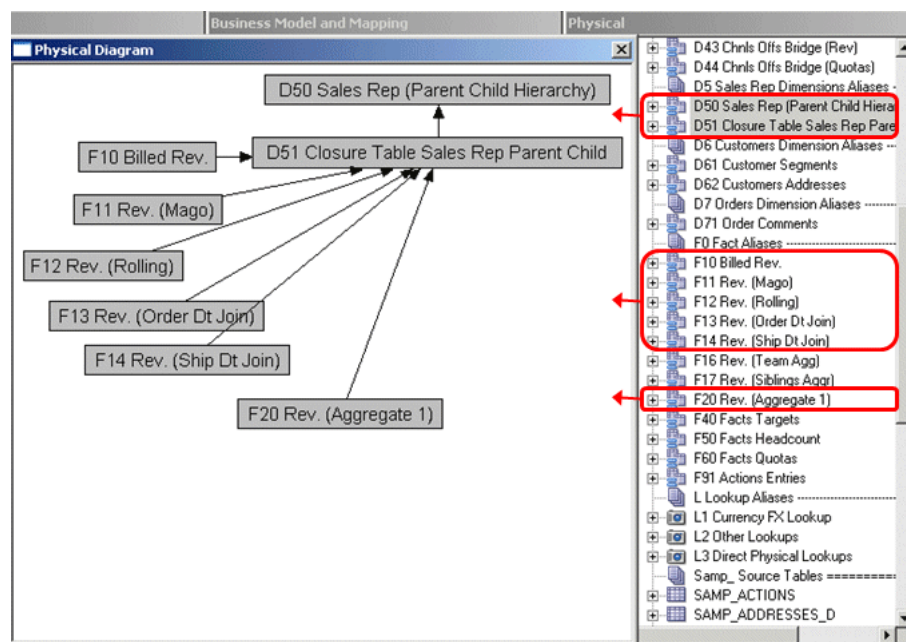 Business Model and Mapping
Physical
Physical Diagram
D50 Sales Rep (Parent Child Hierarchy)
F10 Billed Rev.
D51 Closure Table Sales Rep Parent Child
F11 Rev. (Mago)
F12 Rev. (Rolling)
F13 Rev. (Order Dt Join)
F14 Rev. (Ship Dt Join)
F20 Rev. (Aggregate 1)
D43 Chnls Offs Bridge (Rev)
D44 Chnls Offs Bridge (Quotas)
D5 Sales Rep Dimensions Aliases -
D50 Sales Rep (Parent Child Hiera
D51 Closure Table Sales Rep Pare
D6 Customers Dimension Aliases --
D61 Customer Segments
D62 Customers Addresses
D7 Orders Dimension Aliases ------
D71 Order Comments
F0 Fact Aliases --------------------
F10 Billed Rev.
F11 Rev. (Mago)
F12 Rev. (Rolling)
F13 Rev. (Order Dt Join)
F14 Rev. (Ship Dt Join)
F16 Rev. (Team Agg)
F17 Rev. (Siblings Aggr)
F20 Rev. (Aggregate 1)
F40 Facts Targets
F50 Facts Headcount
F60 Facts Quotas
F91 Actions Entries
L Lookup Aliases -----------------
L1 Currency FX Lookup
L2 Other Lookups
L3 Direct Physical Lookups
Samp_ Source Tables =========
SAMP_ACTIONS
SAMP_ADDRESSES_D